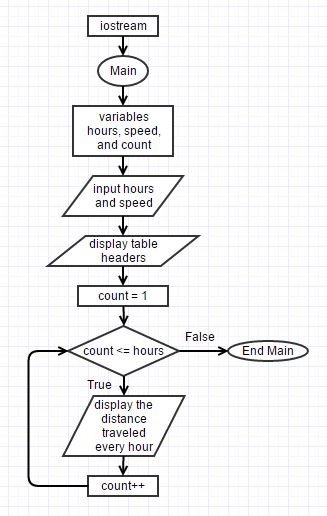 iostream
Main
variables
hours, speed,
and count
input hours
and speed
display table
headers
count = 1
count <= hours
False
End Main
True
display the
distance
traveled
every hour
count++